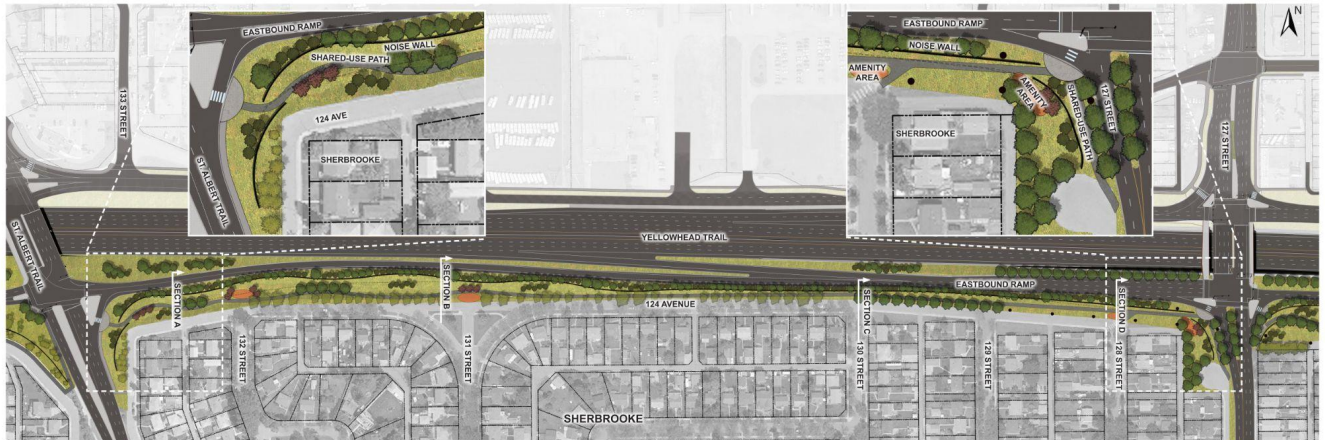 EASTBOUND RAMP
NOISE WALL
SHARED-USE PATH
124 AVE
SHERBROOKE
ST. ALBERT TRAIL
EASTBOUND RAMP
NOISE WALL
AMENITY
AREA
AMENITY
AREA
SHARED-USE PATH
127 STREET
SHERBROOKE
N
133 STREET
127 STREET
ST. ALBERT TRAIL
YELLOWHEAD TRAIL
SECTION A
SECTION B
EASTBOUND RAMP
SECTION C
SECTION D
124 AVENUE
132 STREET
131 STREET
130 STREET
129 STREET
128 STREET
SHERBROOKE